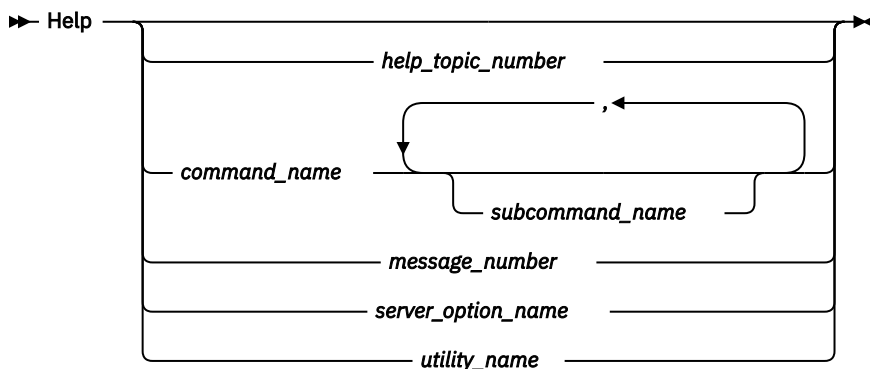 Help
help_topic_number
,
command_name
subcommand_name
message_number
server_option_name
utility_name